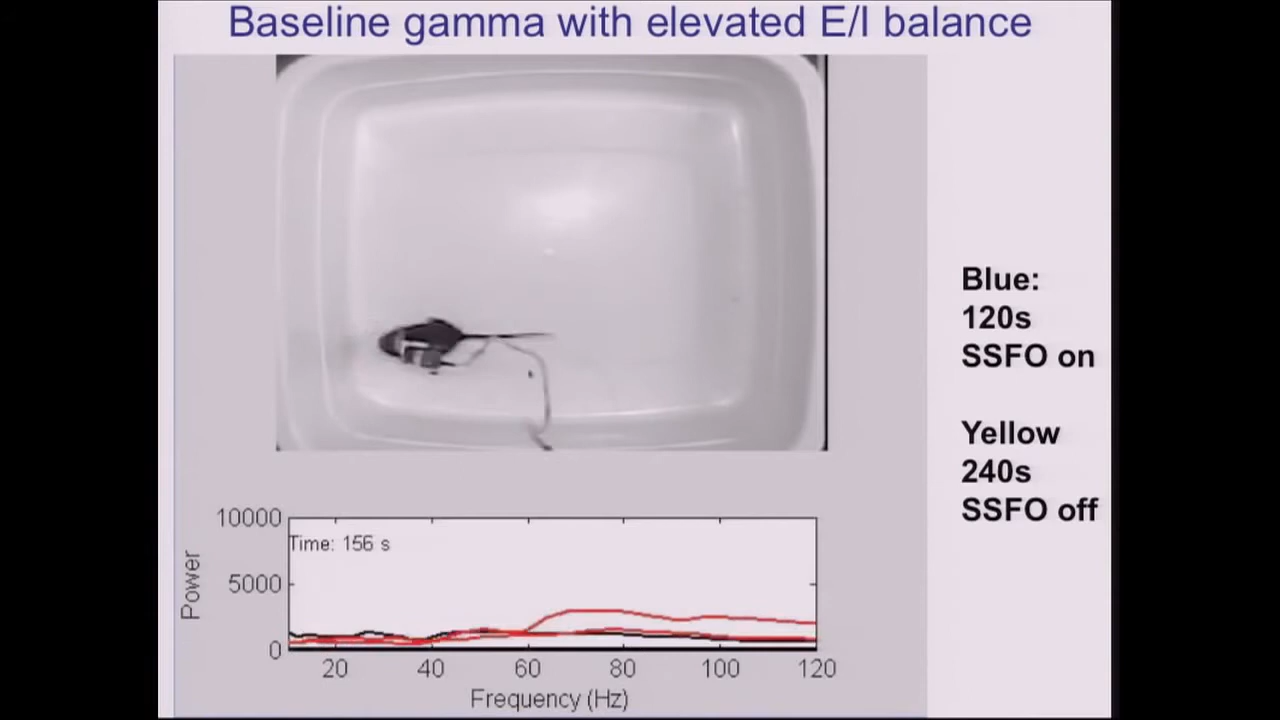 Baseline gamma with elevated E/I balance
Blue:
120s
SSFO on
Yellow
240s
SSFO off
10000
Time: 156 s
5000
Power
0
20 40 60 80 100 120
Frequency (Hz)